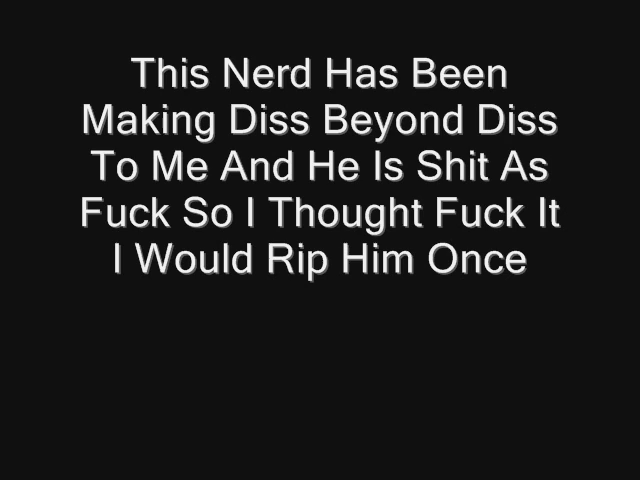 This Nerd Has Been
Making Diss Beyond Diss
To Me And He Is Shit As
Fuck So I Thought Fuck It
I Would Rip Him Once